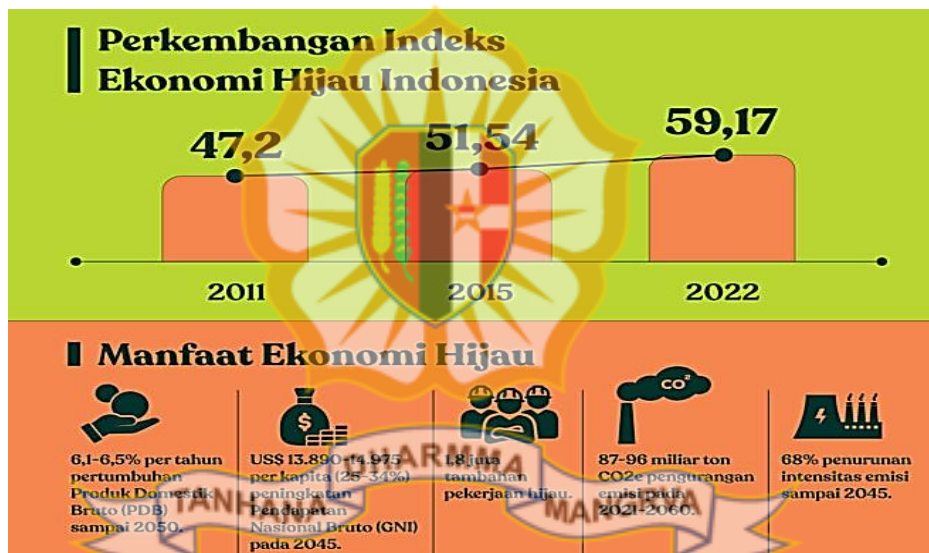 Perkembangan Indeks
Ekonomi Hijau Indonesia
47,2
51,54
59,17
2011
2015
2022
Manfaat Ekonomi Hijau
$
CO²
6,1-6,5% per tahun
pertumbuhan
Produk Domestik
Bruto (PDB)
sampai 2050.
US$ 13.890-14.975
per kapita (25-34%)
peningkatan
Pendapatan
Nasional Bruto (GNI)
pada 2045.
1,8 juta
tambahan
pekerjaan hijau.
87-96 miliar ton
CO2e pengurangan
emisi pada
2021-2060.
68% penurunan
intensitas emisi
sampai 2045.
TANHANA DHARMMA MANGRVA